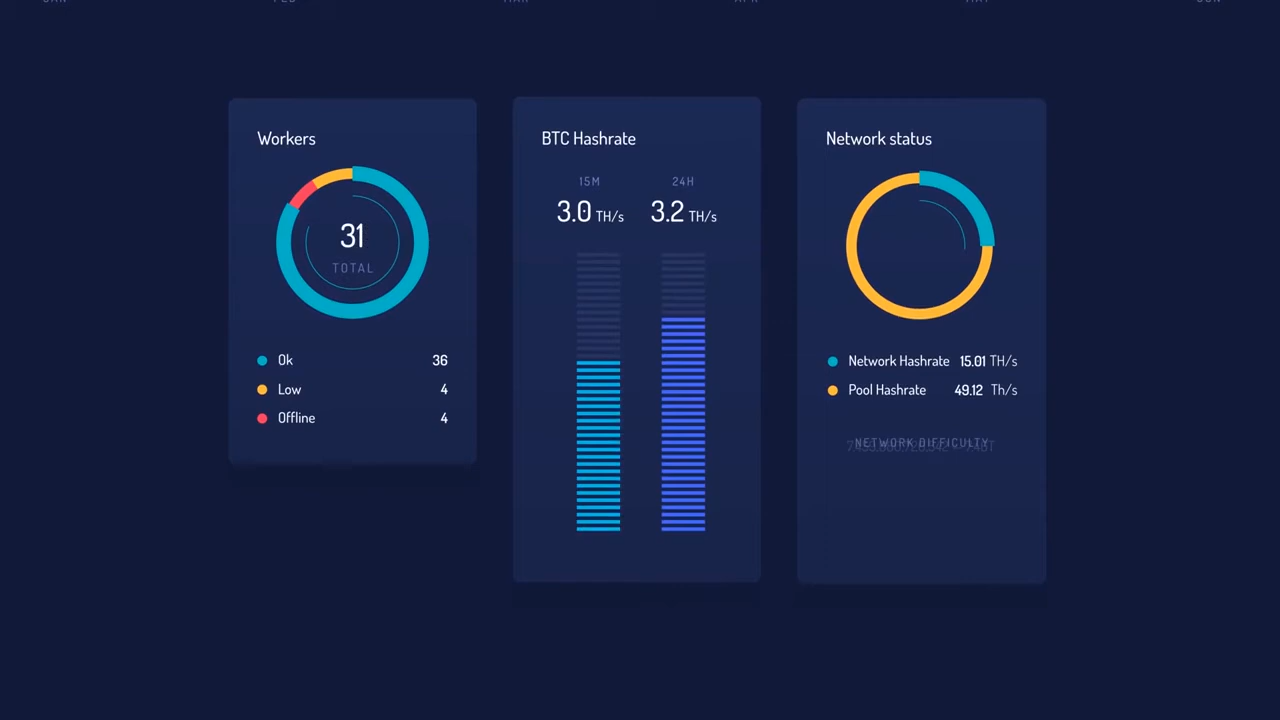 Workers
31
TOTAL
Ok 36
Low 4
Offline 4
BTC Hashrate
15M 24H
3.0 TH/s 3.2 TH/s
Network status
Network Hashrate 15.01 TH/s
Pool Hashrate 49.12 Th/s
NETWORK DIFFICULTY